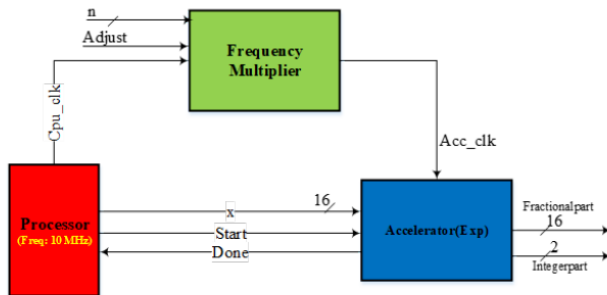 n
Adjust
Frequency
Multiplier
Cpu_clk
Acc_clk
Processor
(Freq: 10 MHz)
x
16
Start
Done
Accelerator(Exp)
Fractionalpart
16
2
Integerpart